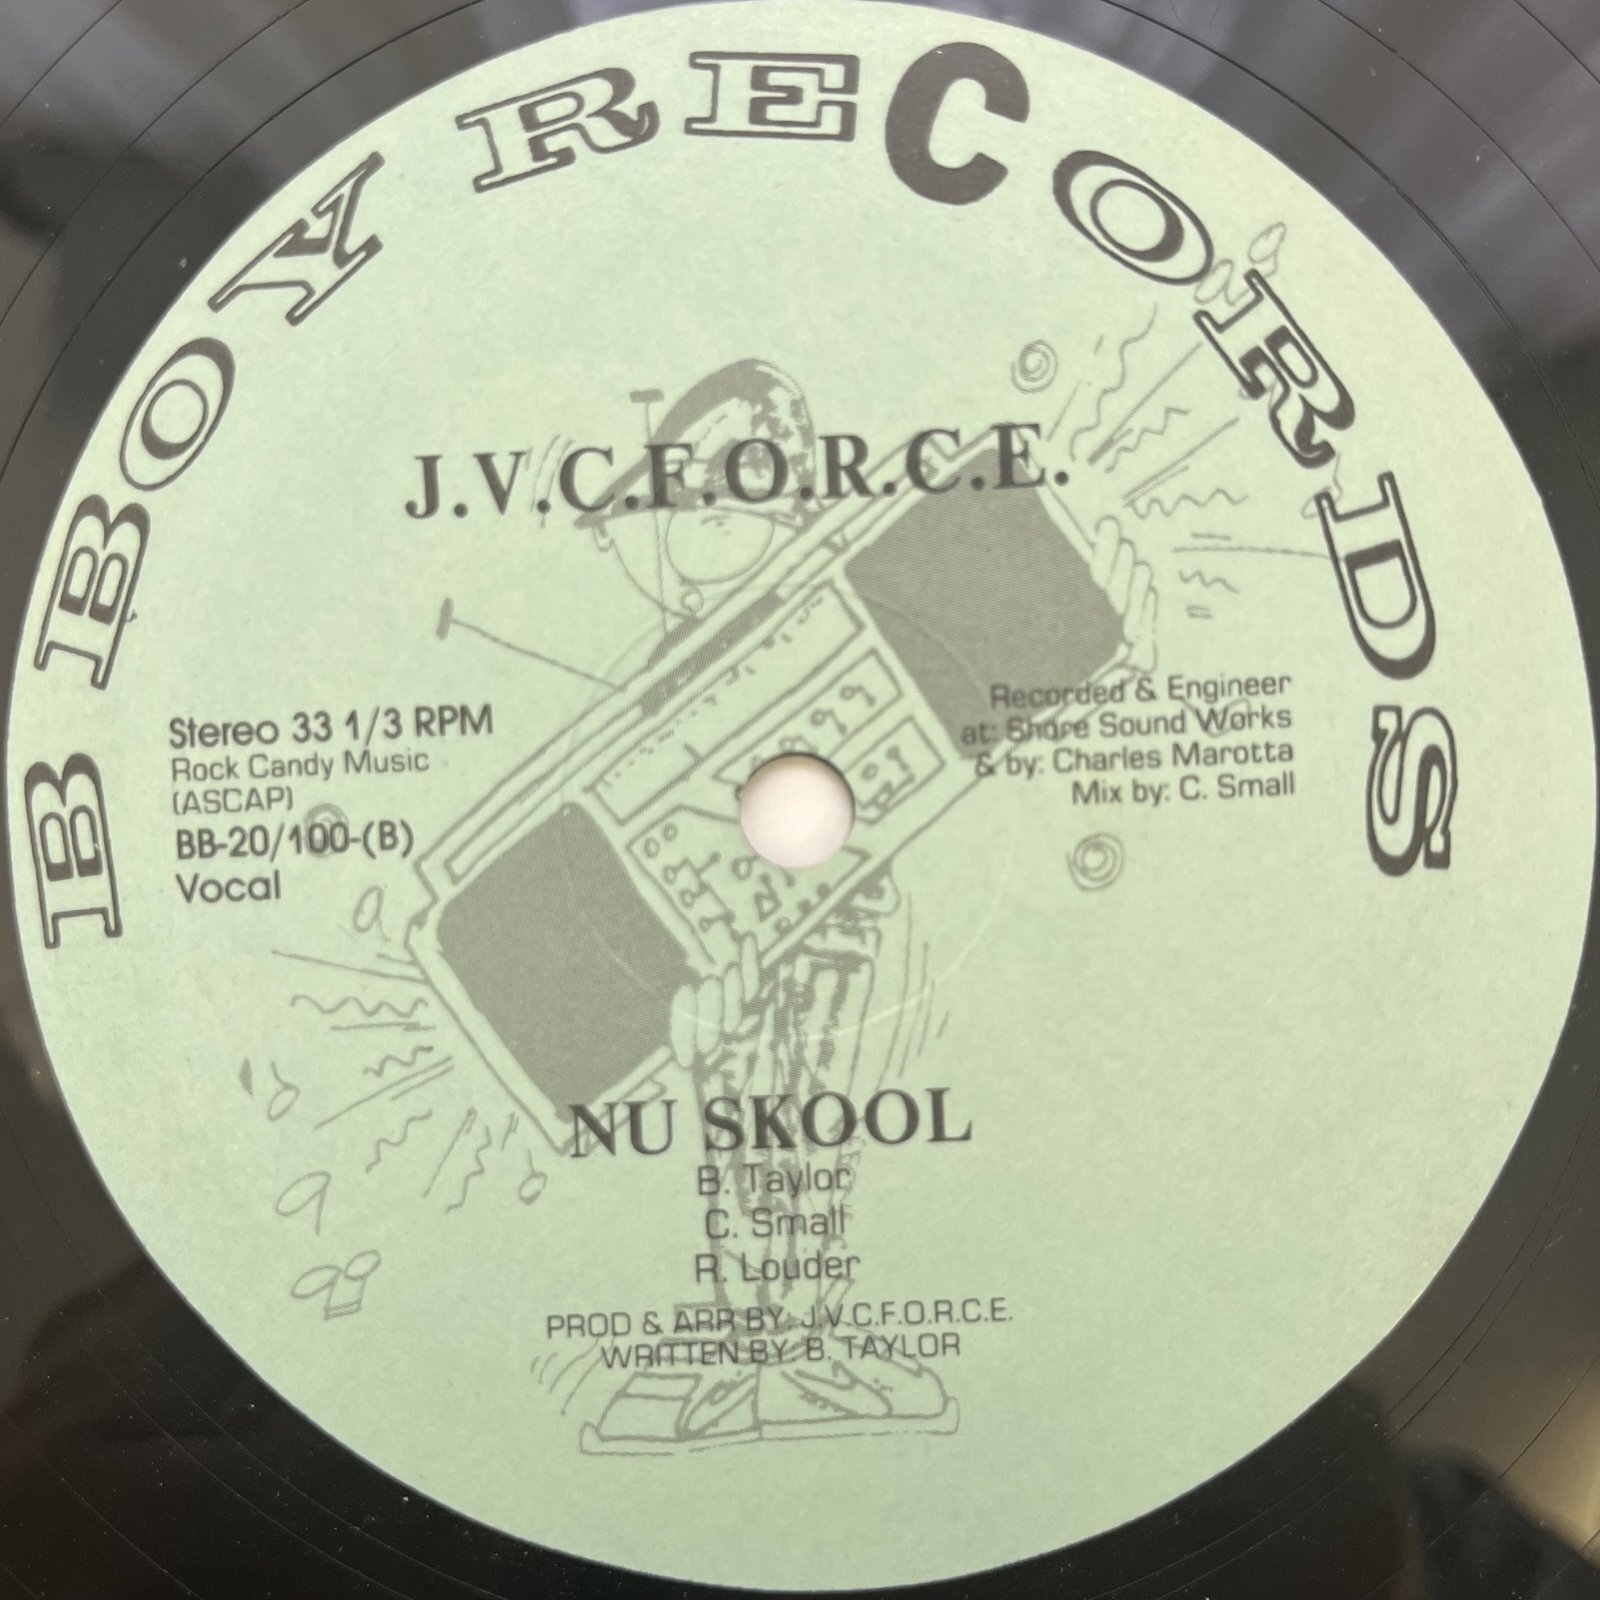 B BOY RECORDS
J.V.C.F.O.R.C.E.
Stereo 33 1/3 RPM
Rock Candy Music
(ASCAP)
BB-20/100-(B)
Vocal
Recorded & Engineer
at: Shore Sound Works
& by: Charles Marotta
Mix by: C. Small
NU SKOOL
B. Taylor
C. Small
R. Louder
PROD & ARR BY: J.V.C.F.O.R.C.E.
WRITTEN BY: B. TAYLOR